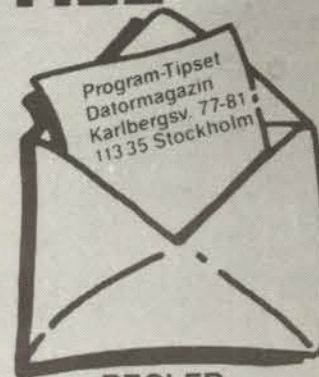 Program-Tipset
Datormagazin
Karlbergsv. 77-81
113 35 Stockholm